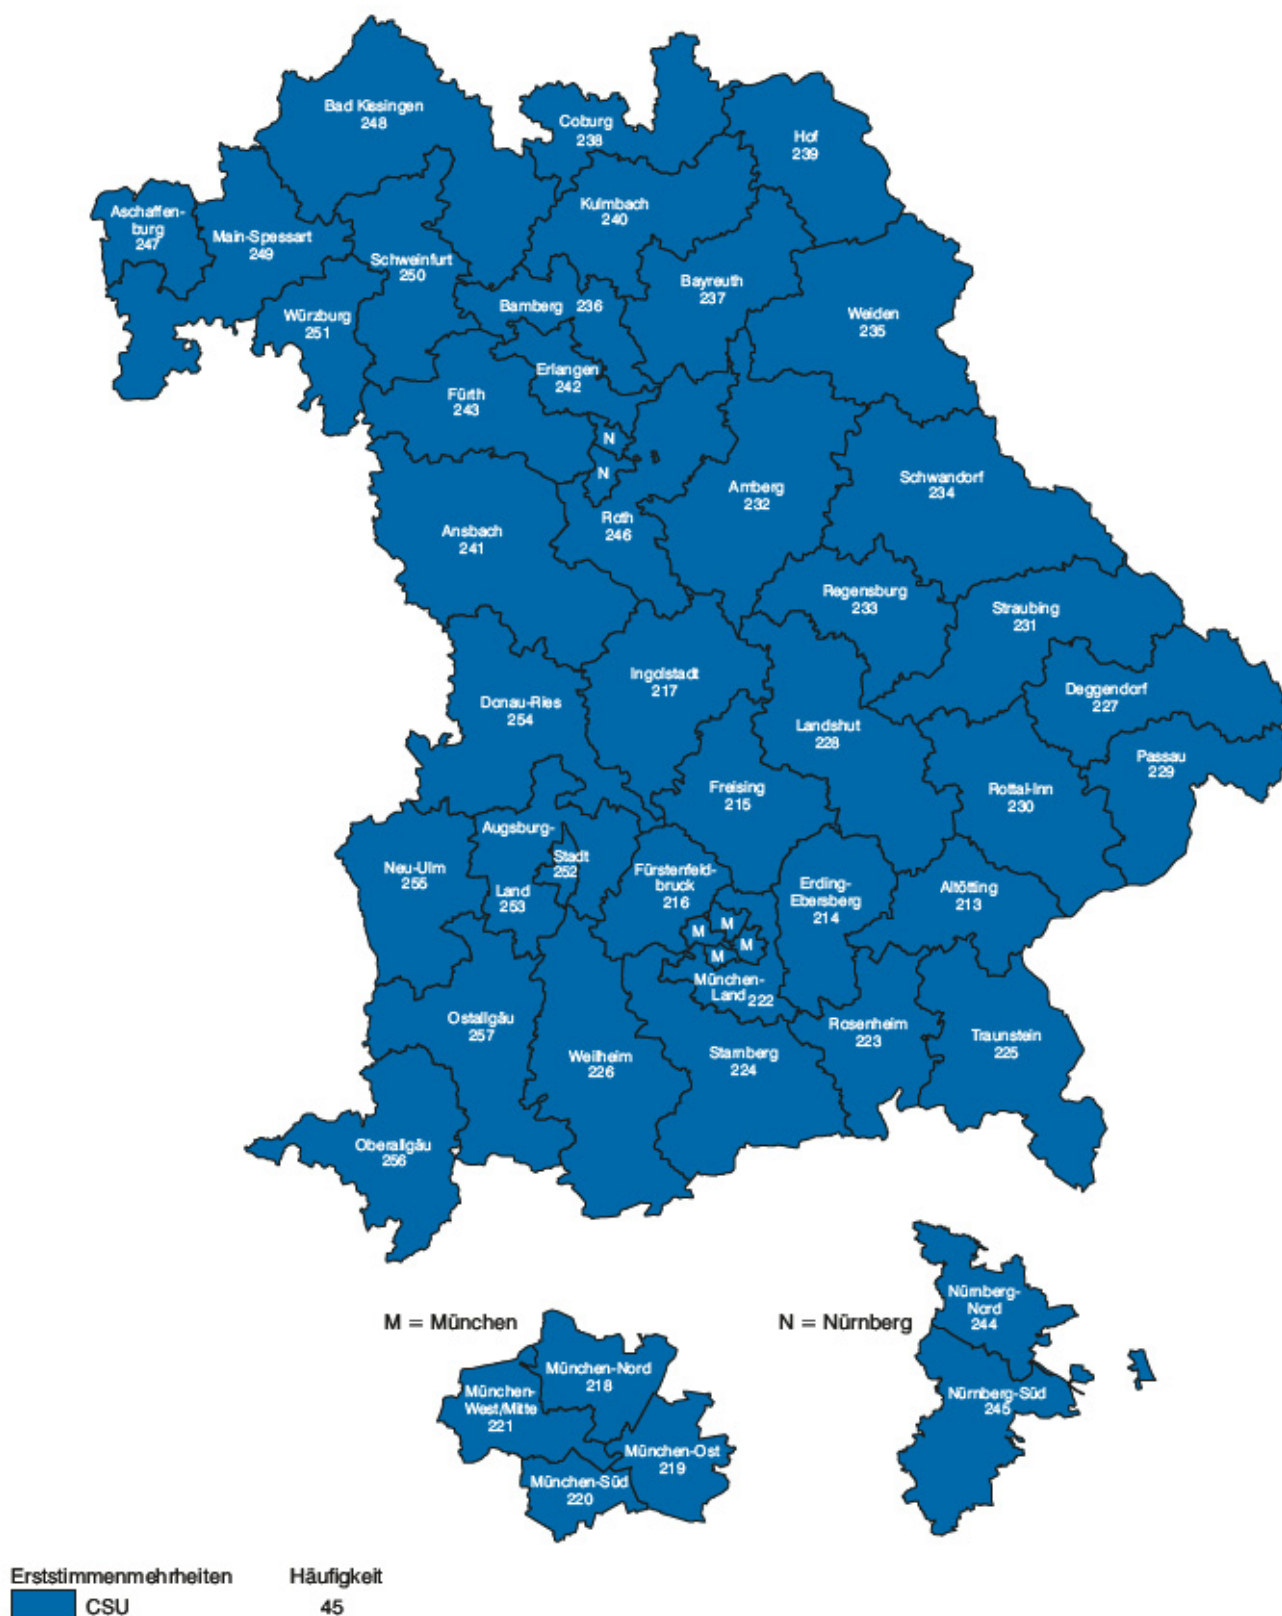 Bad Kissingen
248
Coburg
238
Hof
239
Kulmbach
240
Aschaffen-
burg
247
Main-Spessart
249
Schweinfurt
250
Bayreuth
237
Bamberg 236
Würzburg
251
Weiden
235
Erlangen
242
Fürth
243
N
N
Amberg
232
Schwandorf
234
Roth
246
Ansbach
241
Regensburg
233
Straubing
231
Ingolstadt
217
Deggendorf
227
Donau-Ries
254
Landshut
228
Passau
229
Freising
215
Rottal-Inn
230
Augsburg-
Stadt
252
Land
253
Neu-Ulm
255
Fürstenfeld-
bruck
216
Erding-
Ebersberg
214
Altötting
213
M
M
M
M
München-
Land 222
Ostallgäu
257
Rosenheim
223
Traunstein
225
Weilheim
226
Starnberg
224
Oberallgäu
256
M = München
N = Nürnberg
Nürnberg-
Nord
244
München-Nord
218
München-
West/Mitte
221
Nürnberg-Süd
245
München-Ost
219
München-Süd
220
Erststimmenmehrheiten Häufigkeit
CSU 45